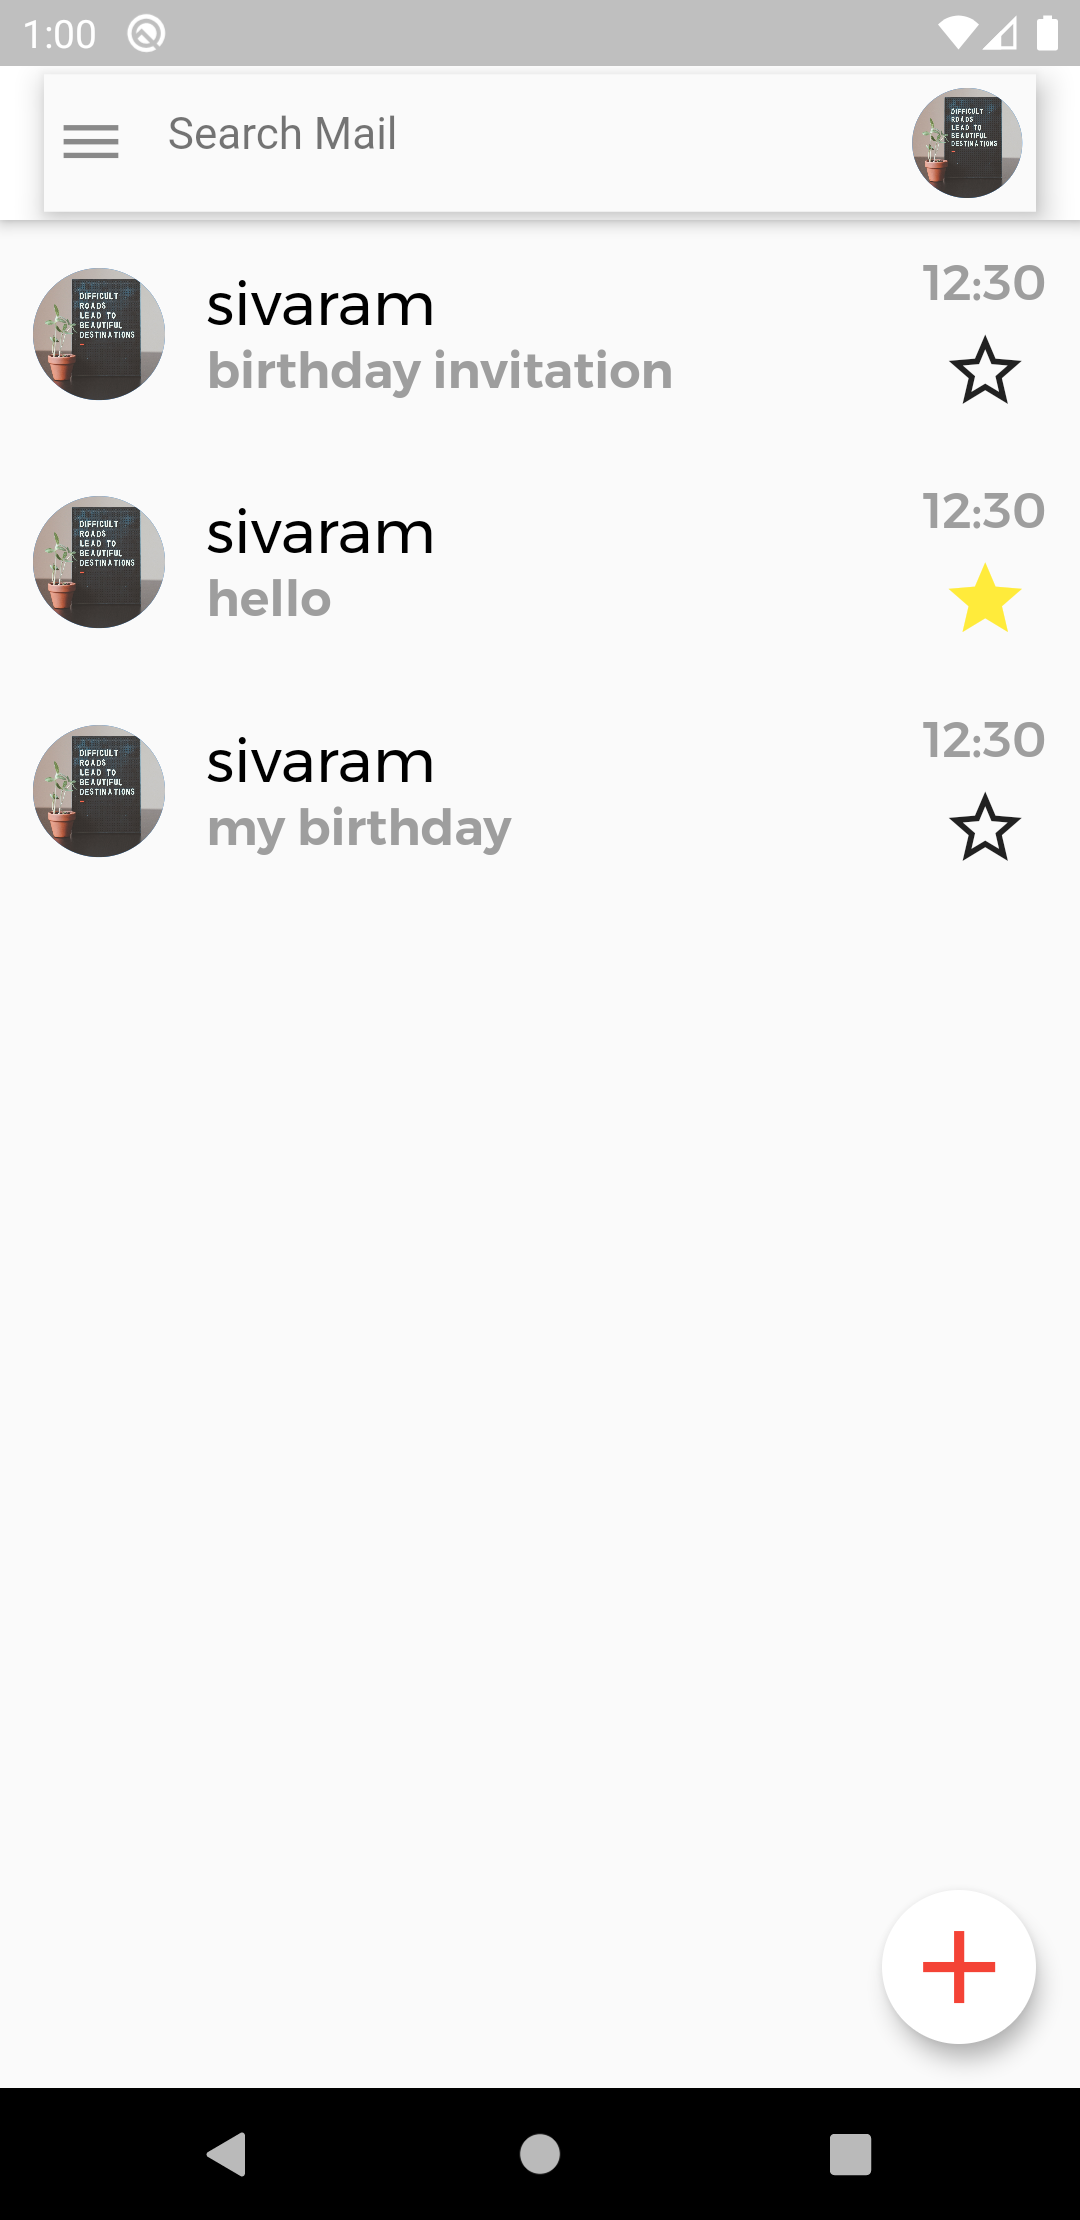 1:00
Search Mail
DIFFICULT
ROADS
LEAD TO
BEAUTIFUL
DESTINATIONS
12:30
sivaram
birthday invitation
DIFFICULT
ROADS
LEAD TO
BEAUTIFUL
DESTINATIONS
12:30
sivaram
hello
DIFFICULT
ROADS
LEAD TO
BEAUTIFUL
DESTINATIONS
12:30
sivaram
my birthday
DIFFICULT
ROADS
LEAD TO
BEAUTIFUL
DESTINATIONS